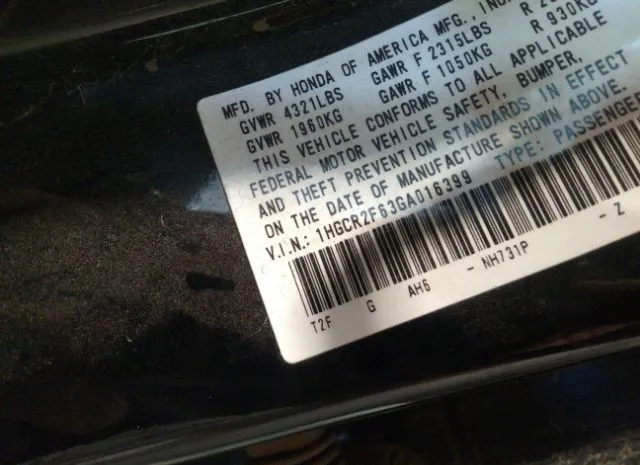 MFD. BY HONDA OF AMERICA MFG., INC.
GVWR 4321LBS GAWR F 2315LBS R
GVWR 1960KG GAWR F 1050KG R 930KG
THIS VEHICLE CONFORMS TO ALL APPLICABLE
FEDERAL MOTOR VEHICLE SAFETY, BUMPER,
AND THEFT PREVENTION STANDARDS IN EFFECT
ON THE DATE OF MANUFACTURE SHOWN ABOVE.
V.I.N.: 1HGCR2F63GA016399 TYPE: PASSENGER
T2F G AH6 - NH731P - Z